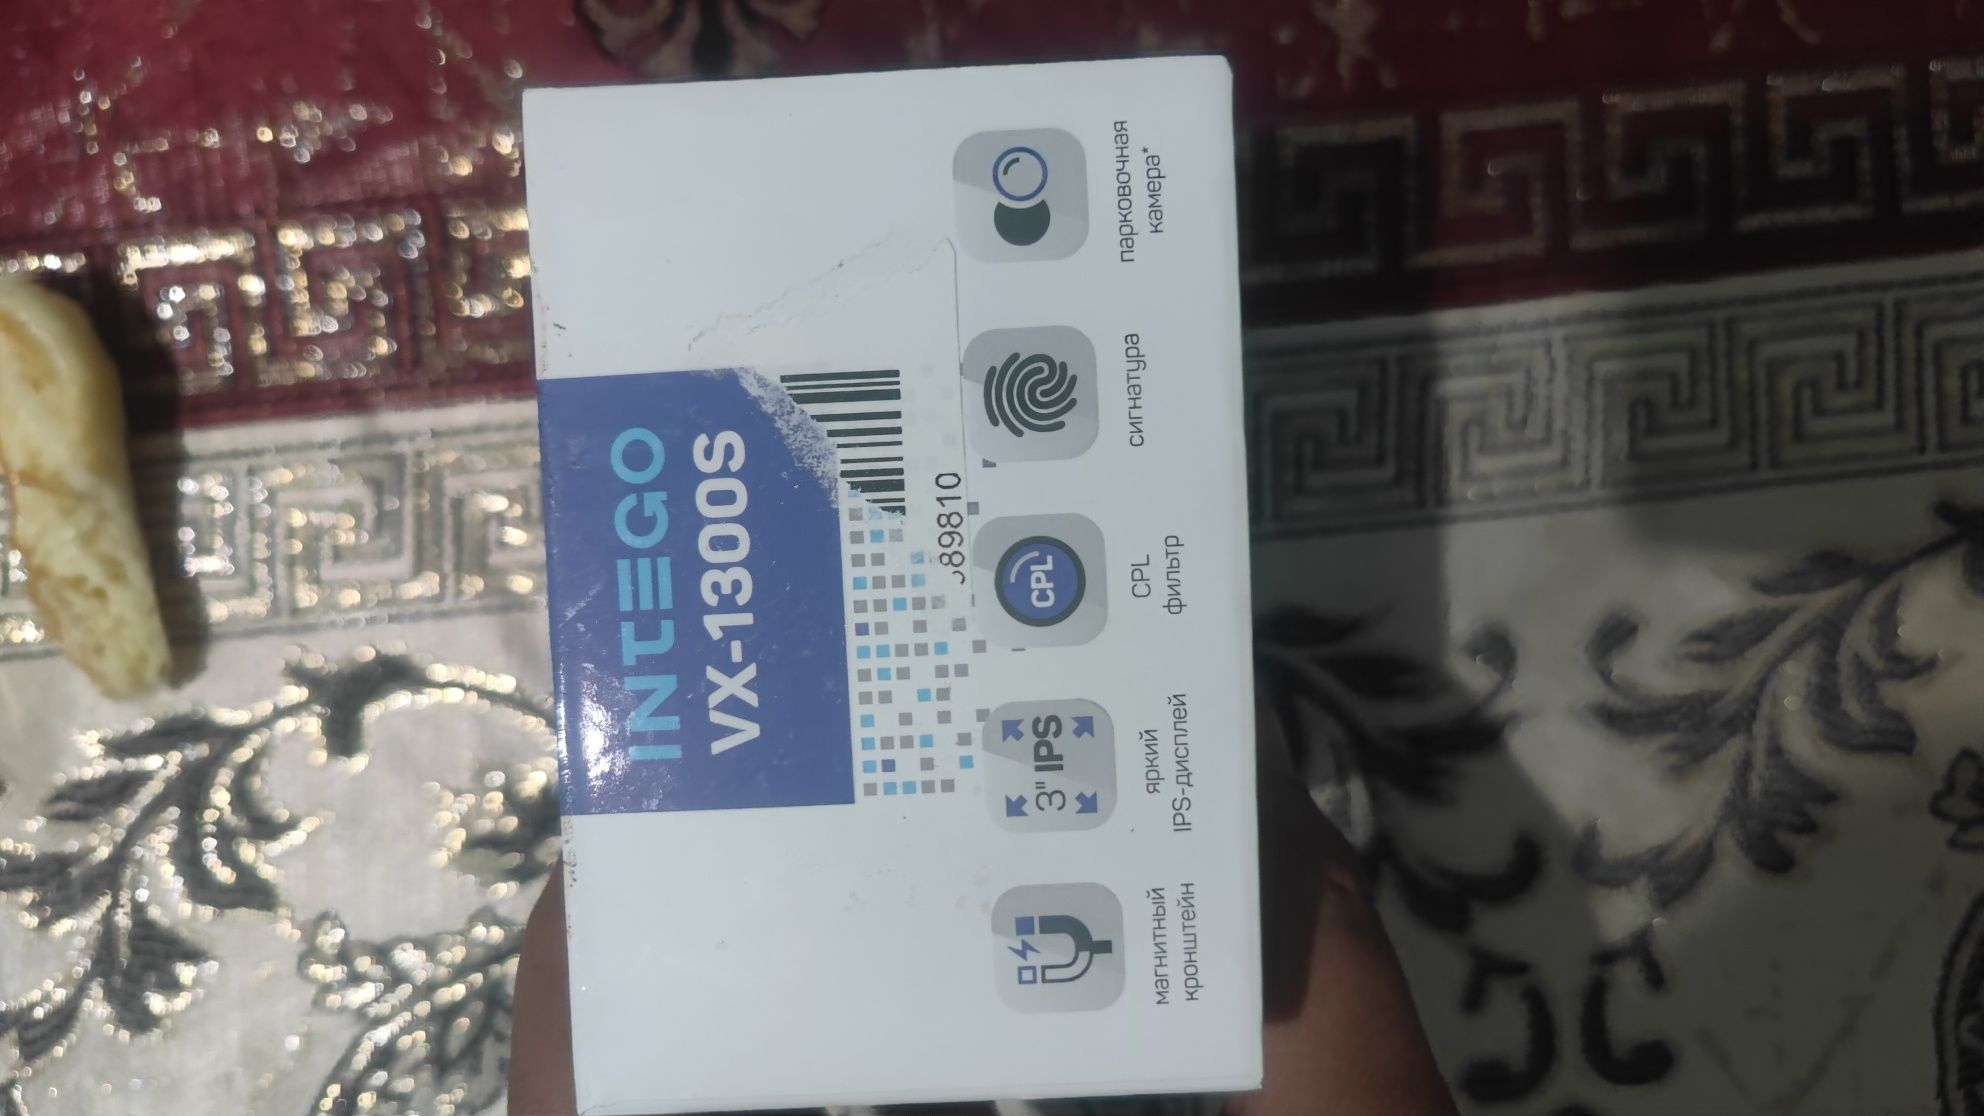 INTEGO
VX-1300S
89810
3" IPS
CPL
магнитный
кронштейн
яркий
IPS-дисплей
CPL
фильтр
сигнатура
парковочная
камера*